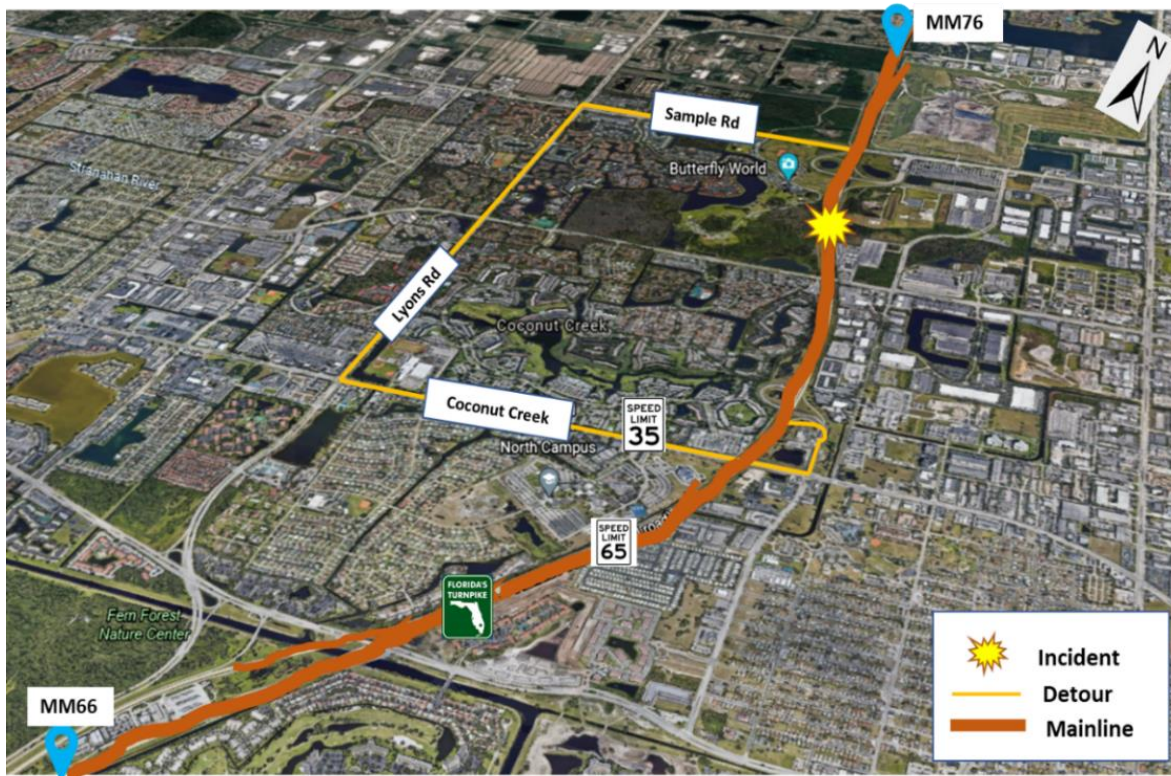 MM76
N
Sample Rd
Butterfly World
Stranahan River
Lyons Rd
Coconut Creek
Coconut Creek
SPEED
LIMIT
35
North Campus
SPEED
LIMIT
65
FLORIDA'S
TURNPIKE
Fern Forest
Nature Center
MM66
Incident
Detour
Mainline